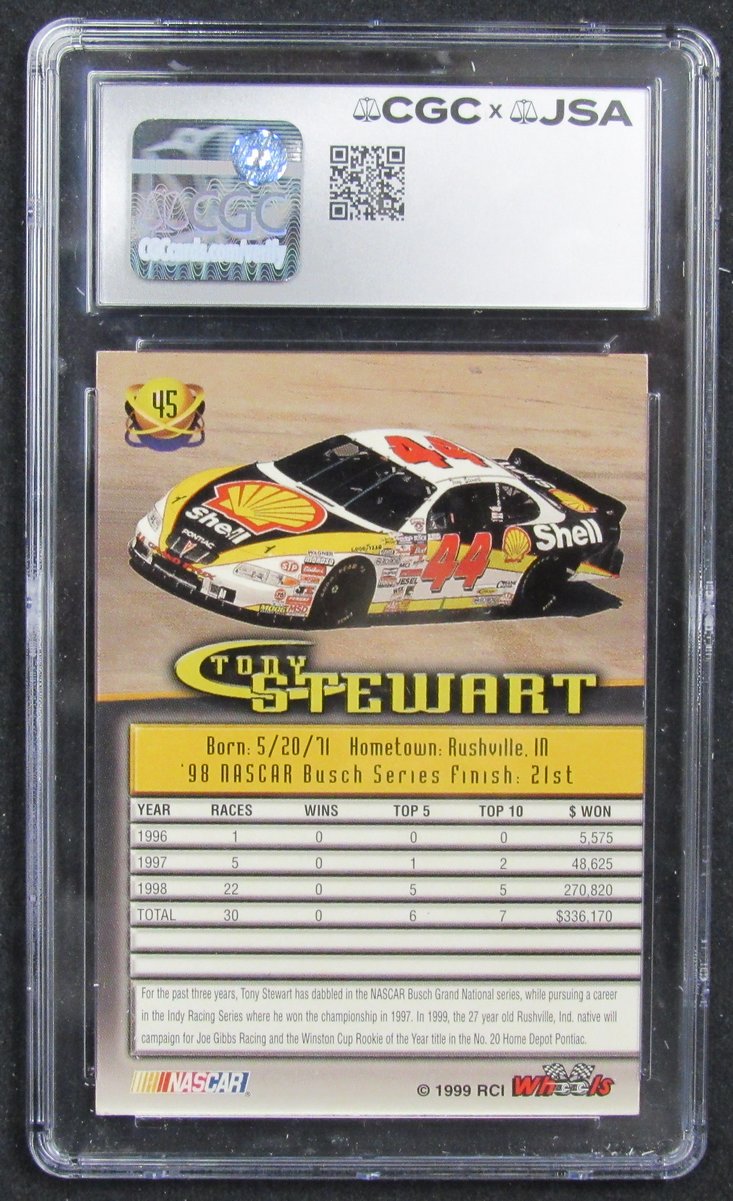 CGC x JSA
CGC
45
44
Shell
PONTIAC
44
Shell
TONY
STEWART
Born: 5/20/71 Hometown: Rushville, IN
'98 NASCAR Busch Series Finish: 21st
YEAR RACES WINS TOP 5 TOP 10 $ WON
1996 1 0 0 0 5,575
1997 5 0 1 2 48,625
1998 22 0 5 5 270,820
TOTAL 30 0 6 7 $336,170
For the past three years, Tony Stewart has dabbled in the NASCAR Busch Grand National series, while pursuing a career
in the Indy Racing Series where he won the championship in 1997. In 1999, the 27 year old Rushville, Ind. native will
campaign for Joe Gibbs Racing and the Winston Cup Rookie of the Year title in the No. 20 Home Depot Pontiac.
NASCAR © 1999 RCI Wheels